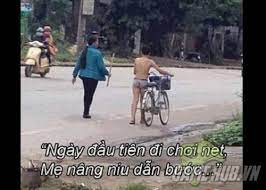 “Ngày đầu tiên đi chơi net,
Mẹ nâng niu dẫn bước...”